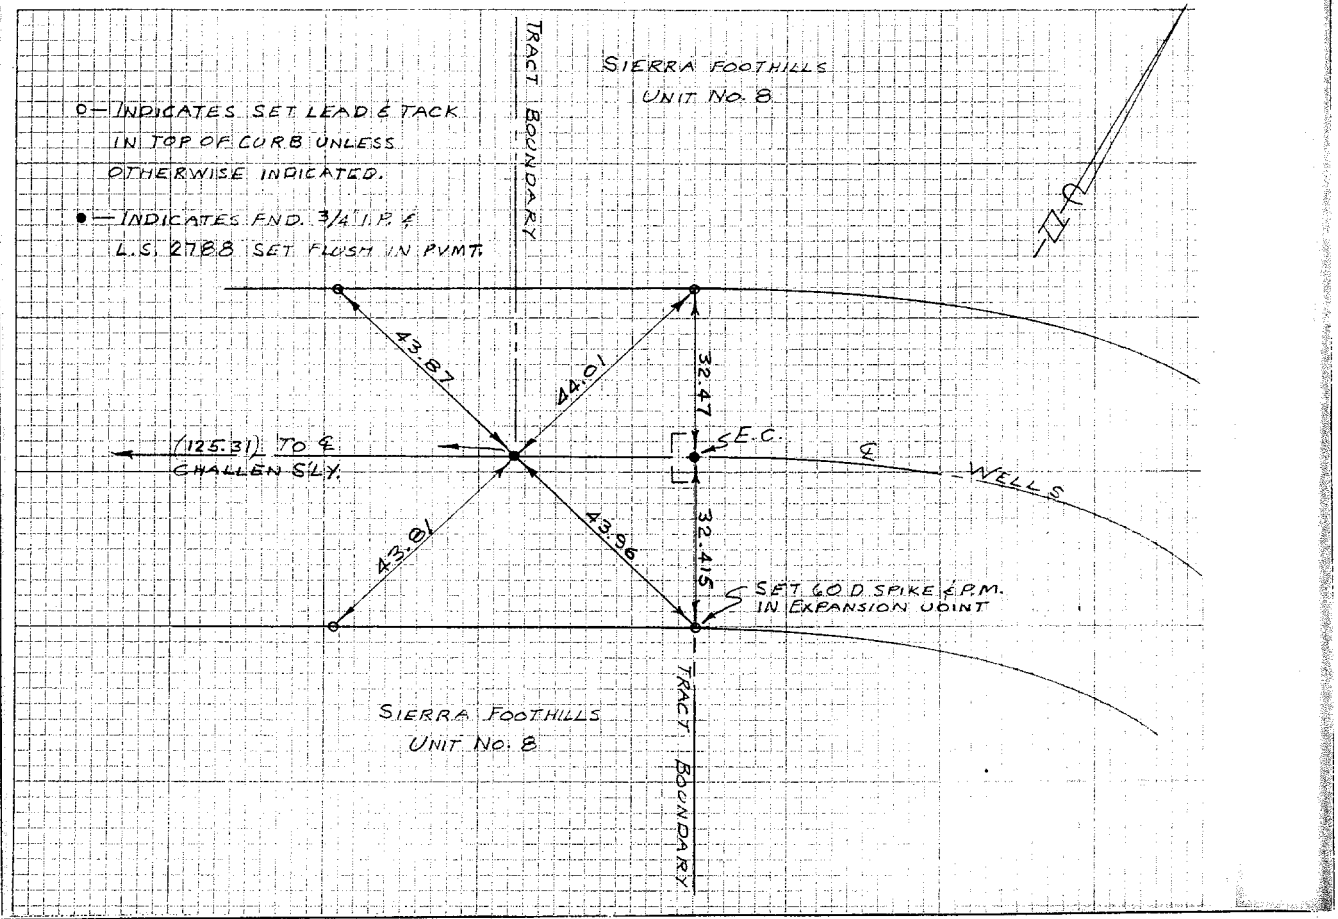 SIERRA FOOTHILLS
UNIT NO. 8
TRACT BOUNDARY
o — INDICATES SET LEAD & TACK
IN TOP OF CURB UNLESS
OTHERWISE INDICATED.
● — INDICATES FND. 3/4" I.P. &
L.S. 2788 SET FLUSH IN PVMT.
43.87
44.01
32.47
(125.31) TO ℄
CHALLEN S'LY.
E.C.
℄
WELLS
43.81
43.96
32.415
SET 60 D SPIKE & P.M.
IN EXPANSION JOINT
SIERRA FOOTHILLS
UNIT NO. 8
TRACT BOUNDARY